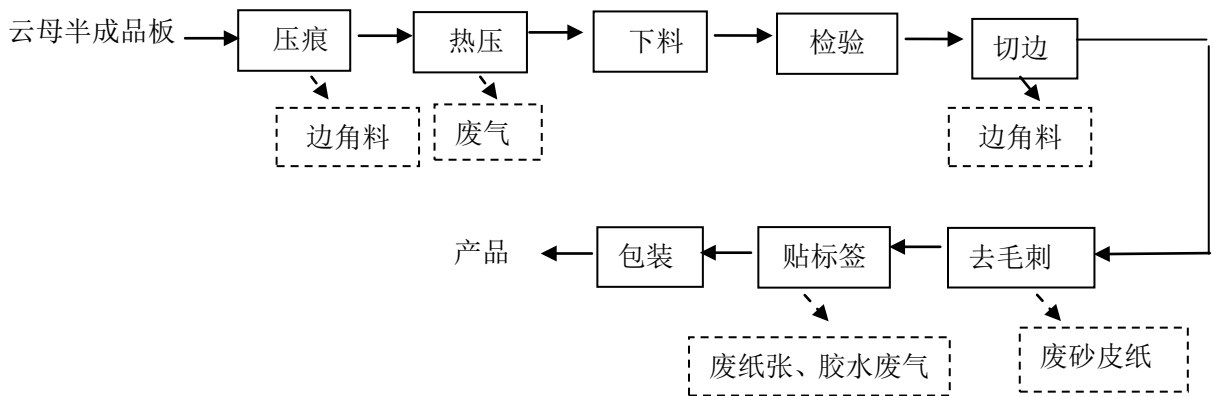 云母半成品板
压痕
热压
下料
检验
切边
边角料
废气
边角料
产品
包装
贴标签
去毛刺
废纸张、胶水废气
废砂皮纸